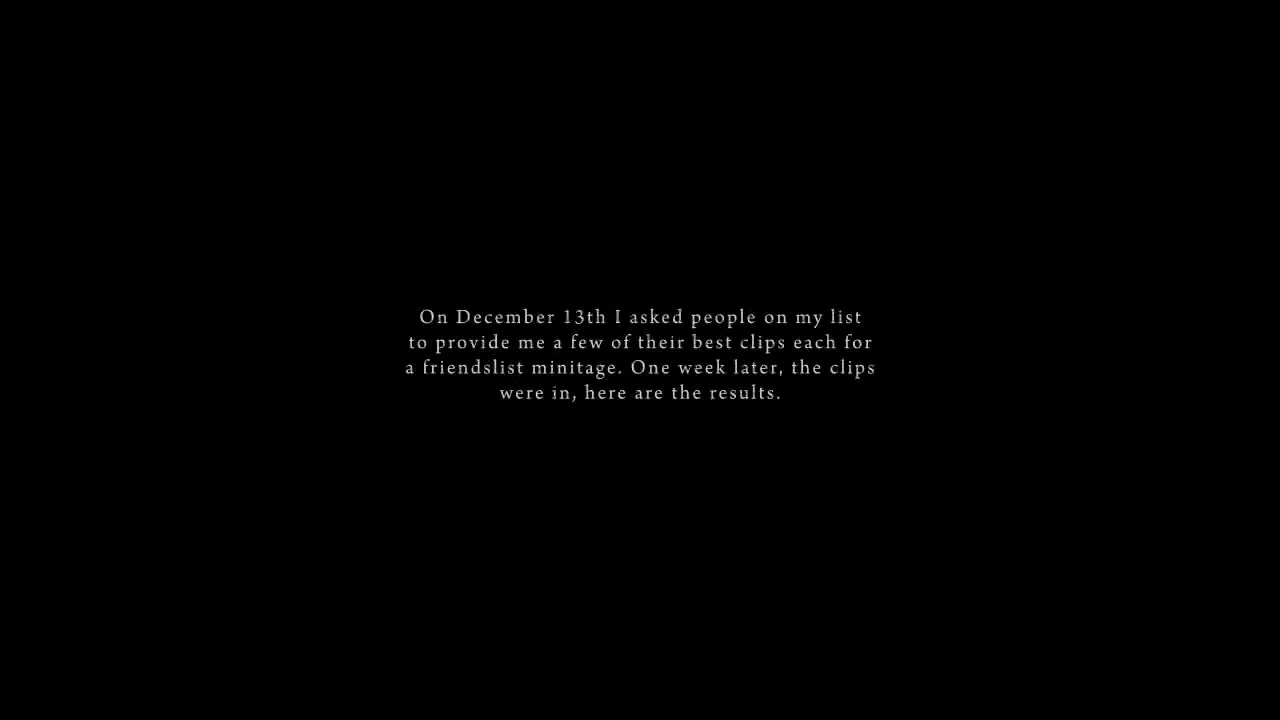 On December 13th I asked people on my list
to provide me a few of their best clips each for
a friendslist minitage. One week later, the clips
were in, here are the results.